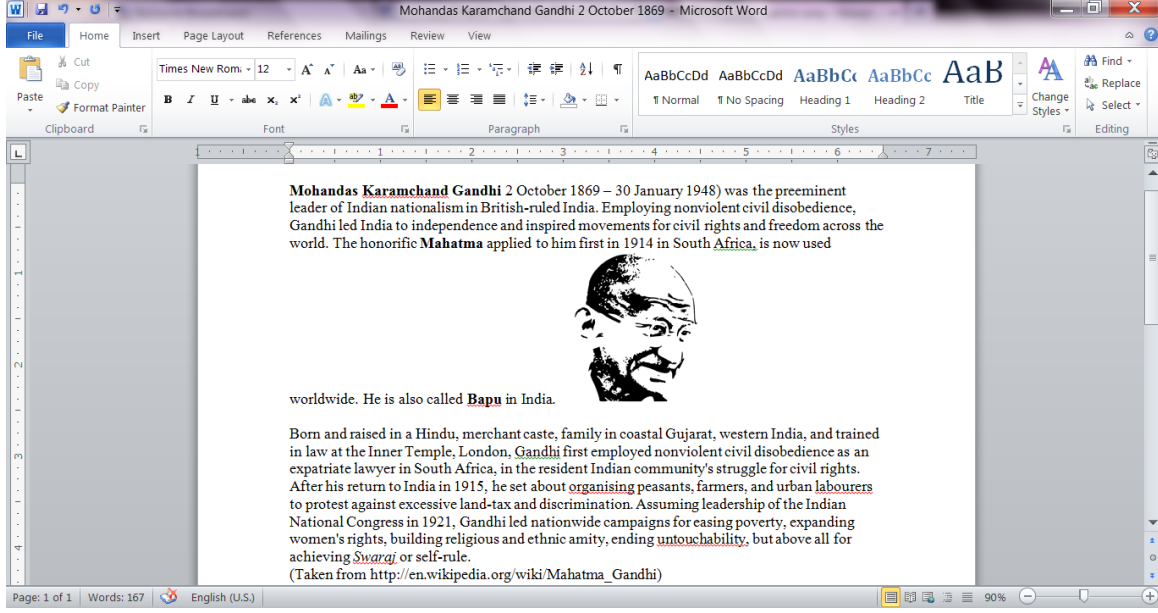 Mohandas Karamchand Gandhi 2 October 1869 - Microsoft Word
File Home Insert Page Layout References Mailings Review View
Paste
Cut
Copy
Format Painter
Clipboard
Times New Rom 12
Font
Paragraph
AaBbCcDd AaBbCcDd AaBbCc AaBbCc AaB
¶ Normal ¶ No Spacing Heading 1 Heading 2 Title
Styles
Change
Styles
Find
Replace
Select
Editing
1 1 2 3 4 5 6 7
Mohandas Karamchand Gandhi 2 October 1869 – 30 January 1948) was the preeminent
leader of Indian nationalism in British-ruled India. Employing nonviolent civil disobedience,
Gandhi led India to independence and inspired movements for civil rights and freedom across the
world. The honorific Mahatma applied to him first in 1914 in South Africa, is now used
worldwide. He is also called Bapu in India.
Born and raised in a Hindu, merchant caste, family in coastal Gujarat, western India, and trained
in law at the Inner Temple, London, Gandhi first employed nonviolent civil disobedience as an
expatriate lawyer in South Africa, in the resident Indian community's struggle for civil rights.
After his return to India in 1915, he set about organising peasants, farmers, and urban labourers
to protest against excessive land-tax and discrimination. Assuming leadership of the Indian
National Congress in 1921, Gandhi led nationwide campaigns for easing poverty, expanding
women's rights, building religious and ethnic amity, ending untouchability, but above all for
achieving Swaraj or self-rule.
(Taken from http://en.wikipedia.org/wiki/Mahatma_Gandhi)
Page: 1 of 1 Words: 167 English (U.S.) 90%